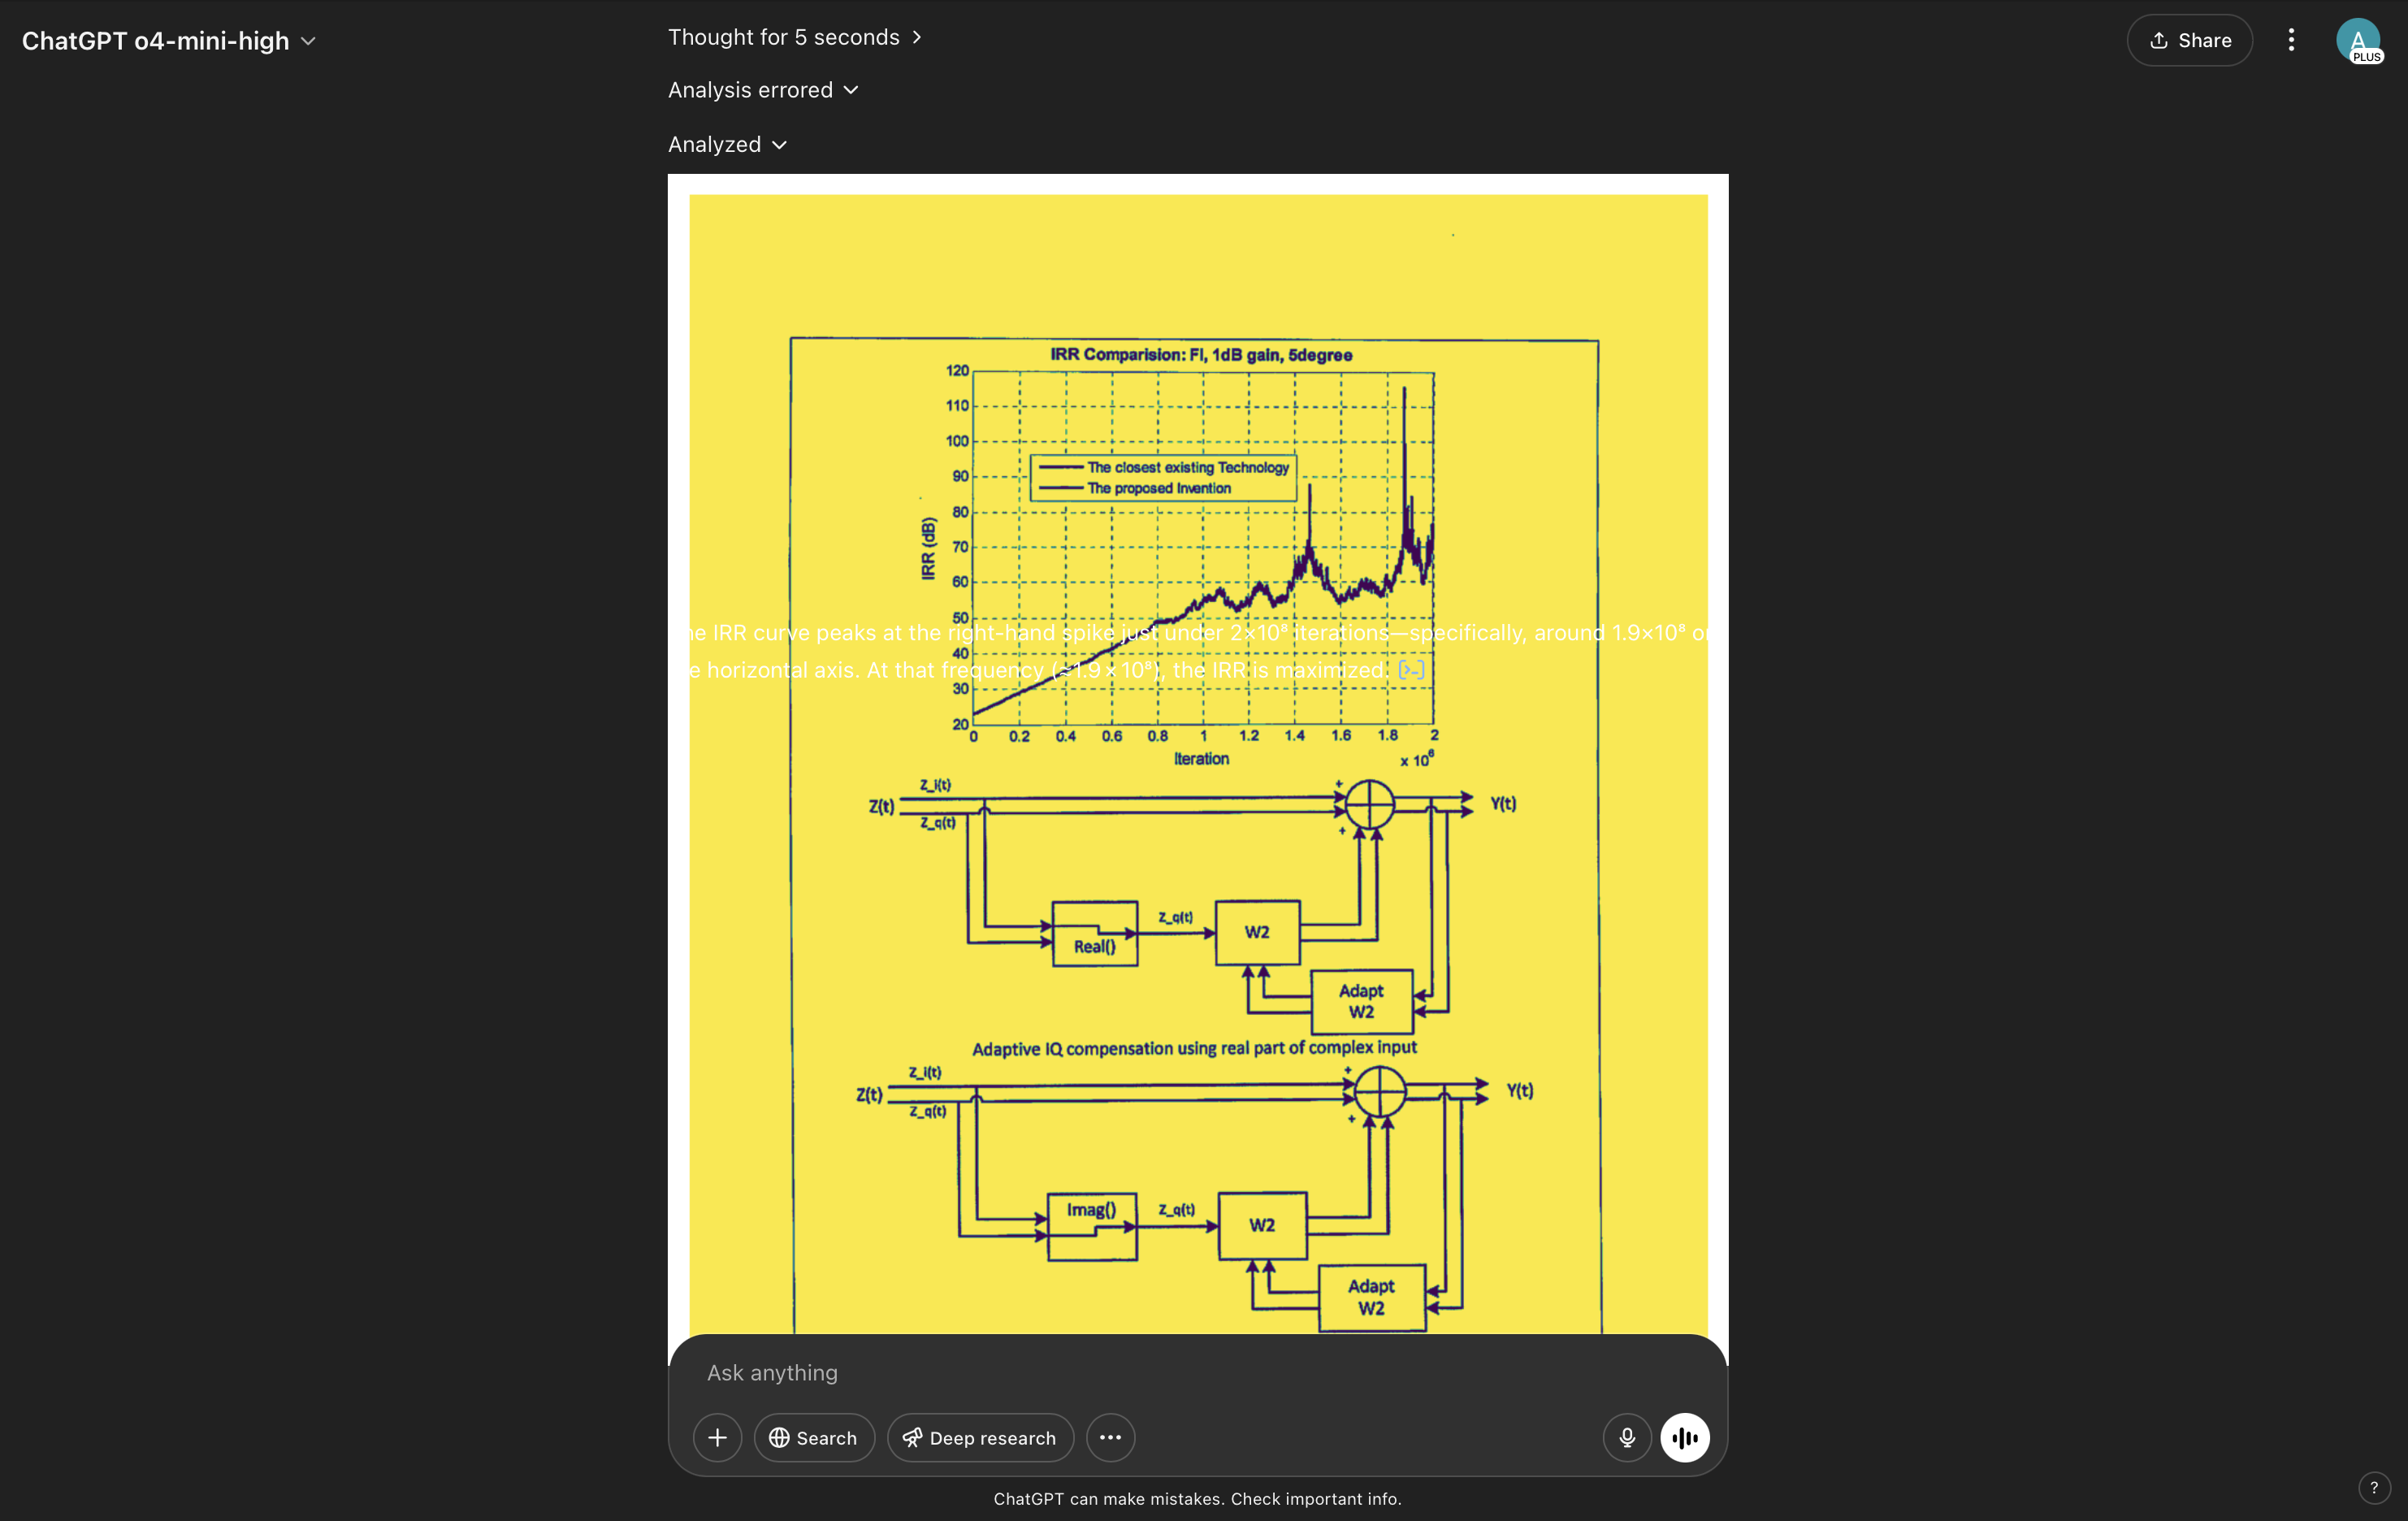 ChatGPT o4-mini-high
Thought for 5 seconds
Share
A
PLUS
Analysis errored
Analyzed
IRR Comparision: FI, 1dB gain, 5degree
120
110
100
90
80
70
60
50
40
30
20
IRR (dB)
The closest existing Technology
The proposed Invention
he IRR curve peaks at the right-hand spike just under 2×10⁸ iterations—specifically, around 1.9×10⁸ on
e horizontal axis. At that frequency (≈1.9×10⁸), the IRR is maximized.
0 0.2 0.4 0.6 0.8 1 1.2 1.4 1.6 1.8 2
Iteration
x 10⁶
Z_i(t)
Z(t)
Z_q(t)
+
+
Y(t)
Real()
Z_q(t)
W2
Adapt
W2
Adaptive IQ compensation using real part of complex input
Z_i(t)
Z(t)
Z_q(t)
+
+
Y(t)
Imag()
Z_q(t)
W2
Adapt
W2
Ask anything
Search
Deep research
ChatGPT can make mistakes. Check important info.
?